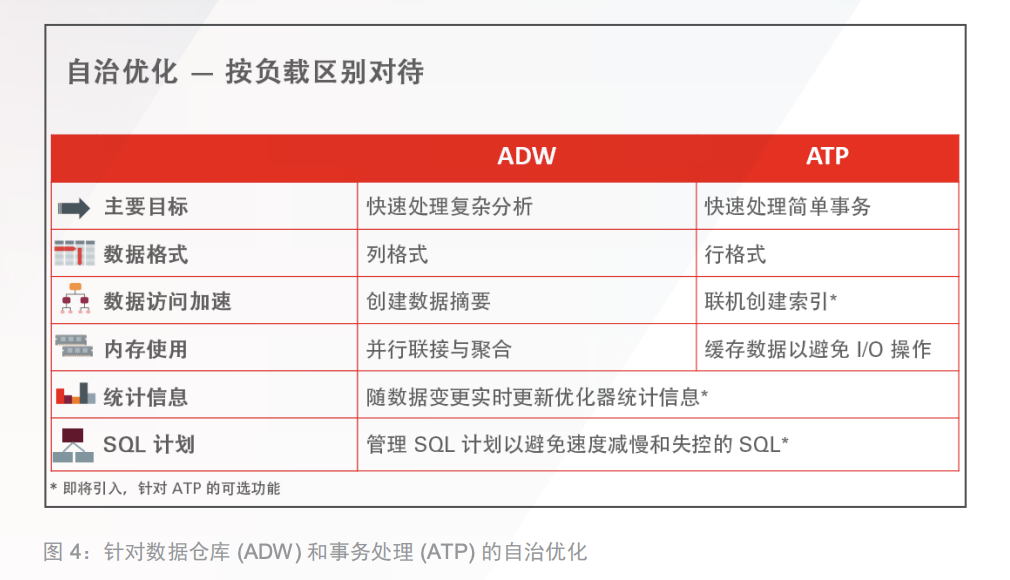 自治优化 — 按负载区别对待
ADW ATP
主要目标 快速处理复杂分析 快速处理简单事务
数据格式 列格式 行格式
数据访问加速 创建数据摘要 联机创建索引*
内存使用 并行联接与聚合 缓存数据以避免 I/O 操作
统计信息 随数据变更实时更新优化器统计信息*
SQL 计划 管理 SQL 计划以避免速度减慢和失控的 SQL*
* 即将引入，针对 ATP 的可选功能
图 4：针对数据仓库 (ADW) 和事务处理 (ATP) 的自治优化